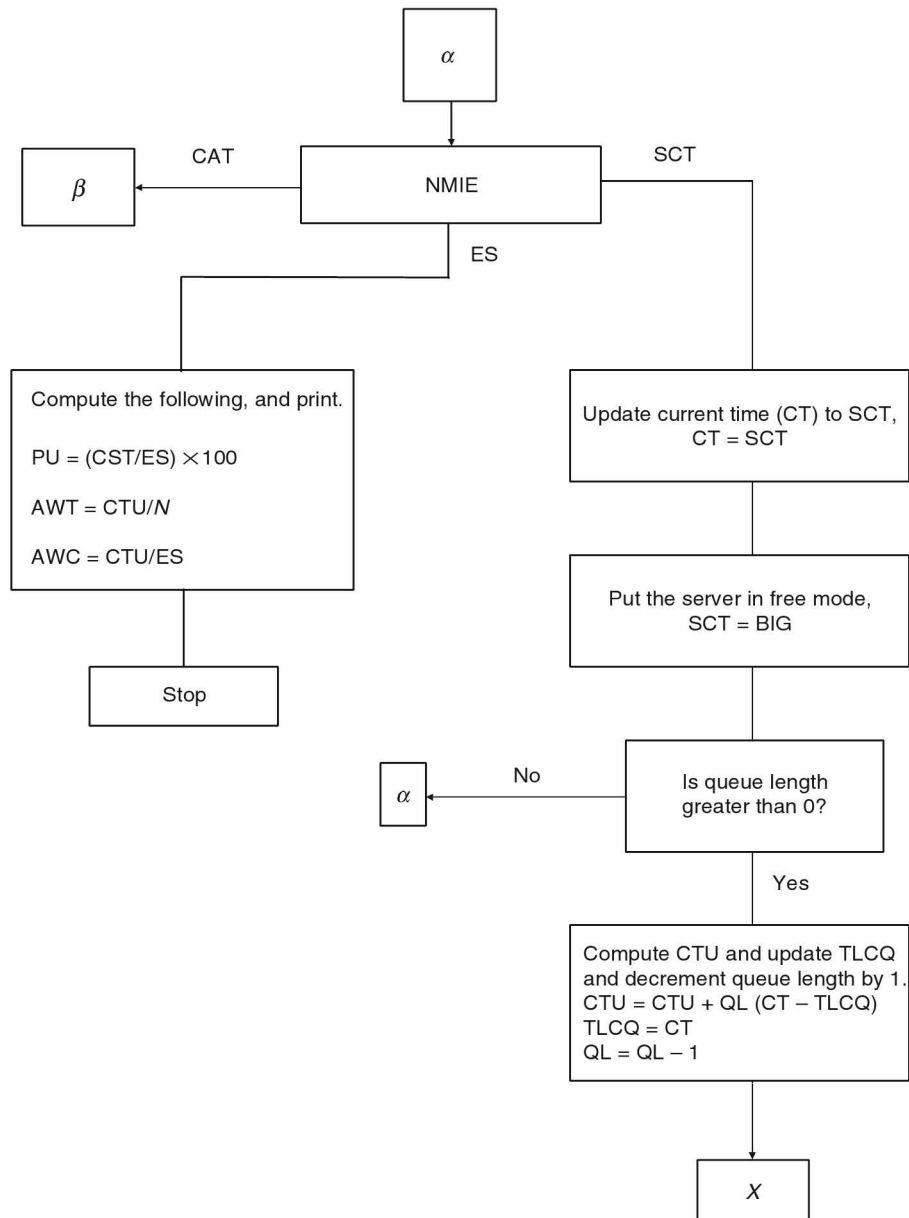 α
CAT
SCT
β
NMIE
ES
Compute the following, and print.
PU = (CST/ES) × 100
AWT = CTU/N
AWC = CTU/ES
Stop
Update current time (CT) to SCT,
CT = SCT
Put the server in free mode,
SCT = BIG
Is queue length
greater than 0?
No
α
Yes
Compute CTU and update TLCQ
and decrement queue length by 1.
CTU = CTU + QL (CT – TLCQ)
TLCQ = CT
QL = QL – 1
X